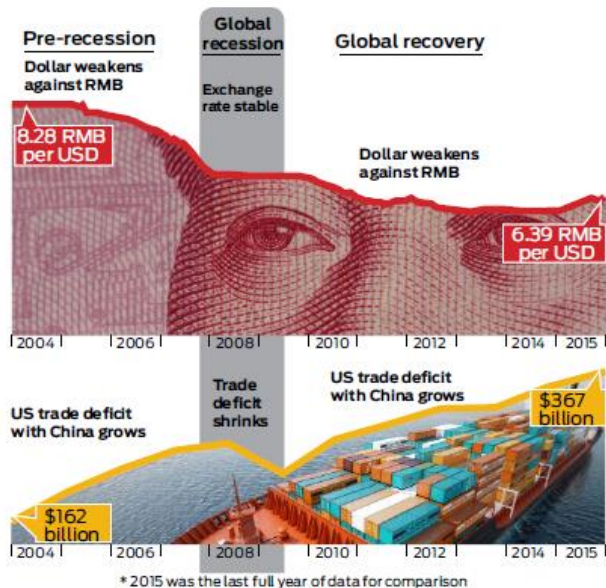 Pre-recession
Global
recession
Global recovery
Dollar weakens
against RMB
Exchange
rate stable
8.28 RMB
per USD
Dollar weakens
against RMB
6.39 RMB
per USD
2004 2006 2008 2010 2012 2014 2015
US trade deficit
with China grows
Trade
deficit
shrinks
US trade deficit
with China grows
$367
billion
$162
billion
2004 2006 2008 2010 2012 2014 2015
* 2015 was the last full year of data for comparison